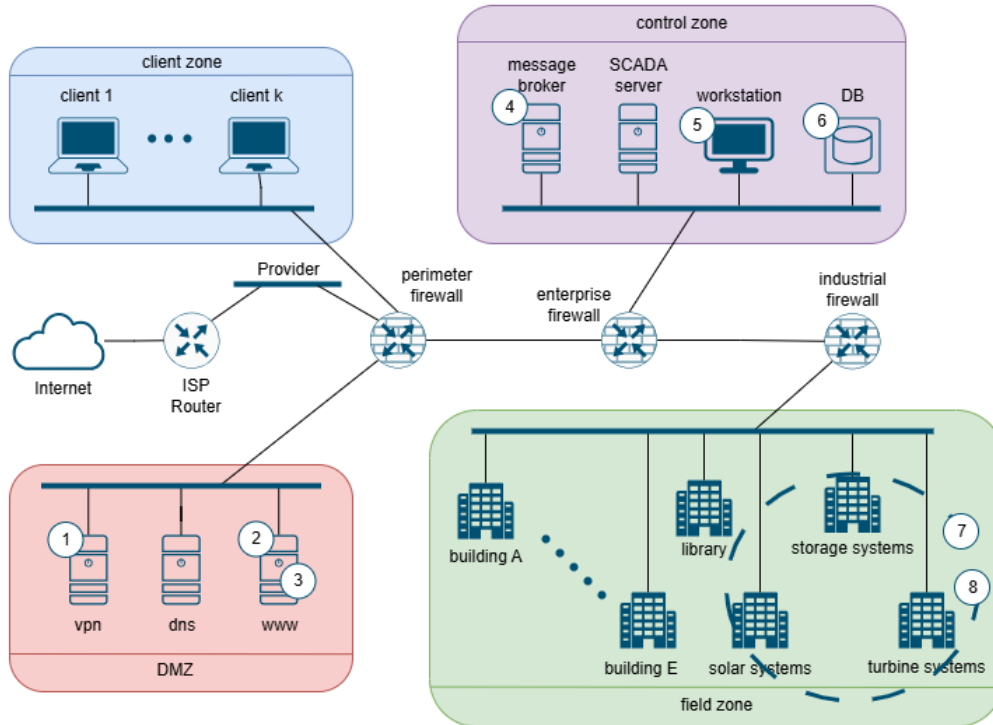 control zone
client zone
client 1
client k
message
broker
SCADA
server
workstation
DB
4
5
6
Provider
perimeter
firewall
enterprise
firewall
industrial
firewall
Internet
ISP
Router
1
2
3
vpn
dns
www
DMZ
building A
library
storage systems
7
8
building E
solar systems
turbine systems
field zone